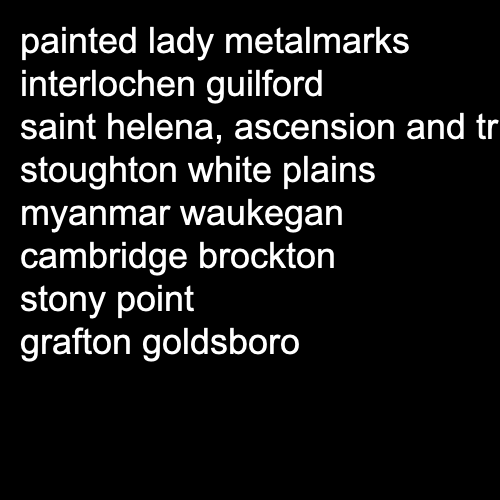 painted lady metalmarks
interlochen guilford
saint helena, ascension and tr
stoughton white plains
myanmar waukegan
cambridge brockton
stony point
grafton goldsboro